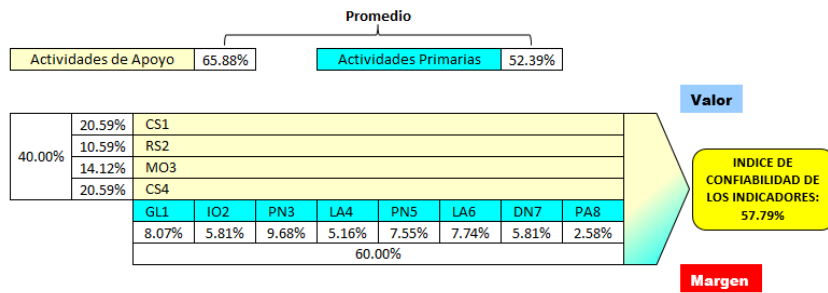 Promedio
Actividades de Apoyo 65.88% Actividades Primarias 52.39%
Valor
40.00%
20.59% CS1
10.59% RS2
14.12% MO3
20.59% CS4
INDICE DE
CONFIABILIDAD DE
LOS INDICADORES:
57.79%
GL1 IO2 PN3 LA4 PN5 LA6 DN7 PA8
8.07% 5.81% 9.68% 5.16% 7.55% 7.74% 5.81% 2.58%
60.00%
Margen